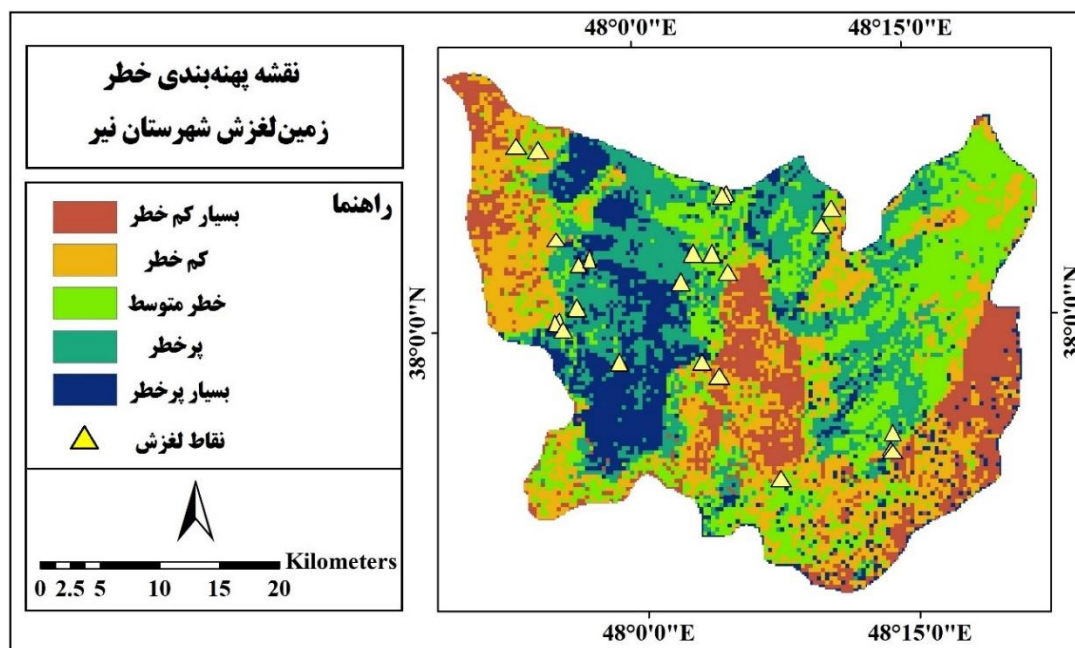 نقشه پهنه‌بندی خطر
زمین‌لغزش شهرستان نیر
راهنما
بسیار کم خطر
کم خطر
خطر متوسط
پرخطر
بسیار پرخطر
نقاط لغزش
Kilometers
0 2.5 5 10 15 20
48°0'0"E 48°15'0"E
38°0'0"N 38°0'0"N
48°0'0"E 48°15'0"E